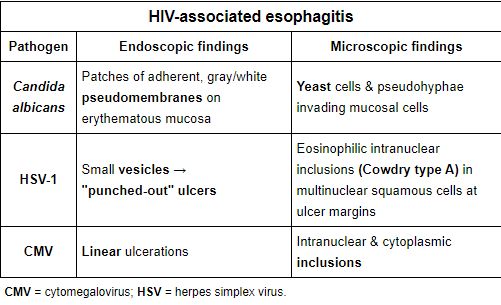 HIV-associated esophagitis
Pathogen
Endoscopic findings
Microscopic findings
Candida
albicans
Patches of adherent, gray/white
pseudomembranes on
erythematous mucosa
Yeast cells & pseudohyphae
invading mucosal cells
HSV-1
Small vesicles →
"punched-out" ulcers
Eosinophilic intranuclear
inclusions (Cowdry type A) in
multinuclear squamous cells at
ulcer margins
CMV
Linear ulcerations
Intranuclear & cytoplasmic
inclusions
CMV = cytomegalovirus; HSV = herpes simplex virus.